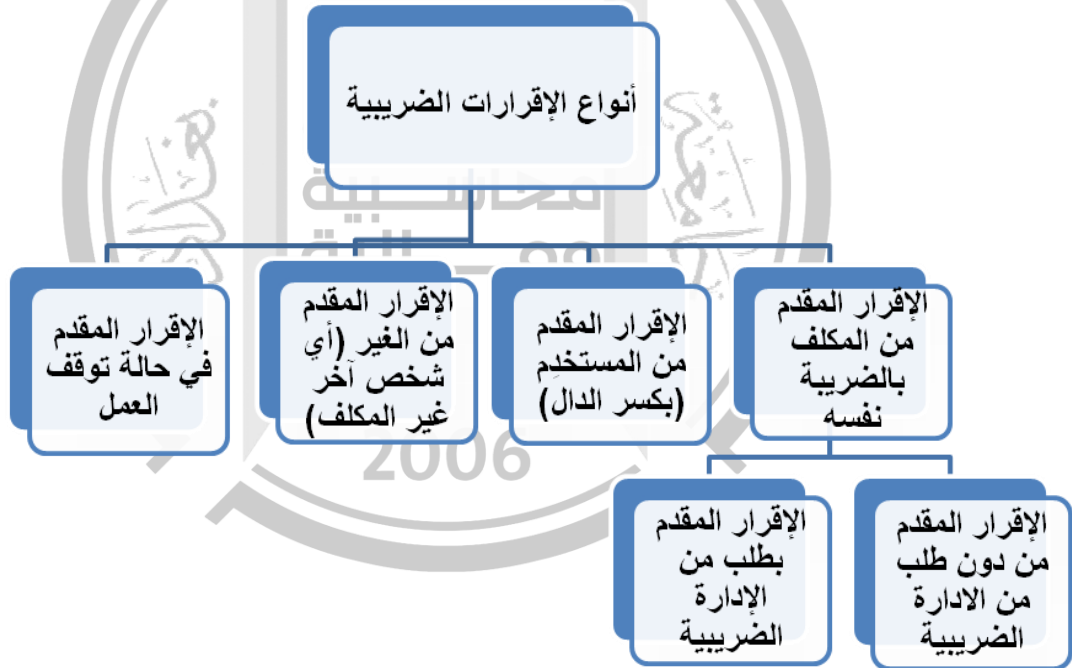 أنواع الإقرارات الضريبية
محاسبية
الإقرار المقدم
من المكلف
بالضريبة
نفسه
الإقرار المقدم
من المستخدِم
(بكسر الدال)
الإقرار المقدم
من الغير (أي
شخص آخر
غير المكلف)
الإقرار المقدم
في حالة توقف
العمل
2006
الإقرار المقدم
من دون طلب
من الادارة
الضريبية
الإقرار المقدم
بطلب من
الإدارة
الضريبية